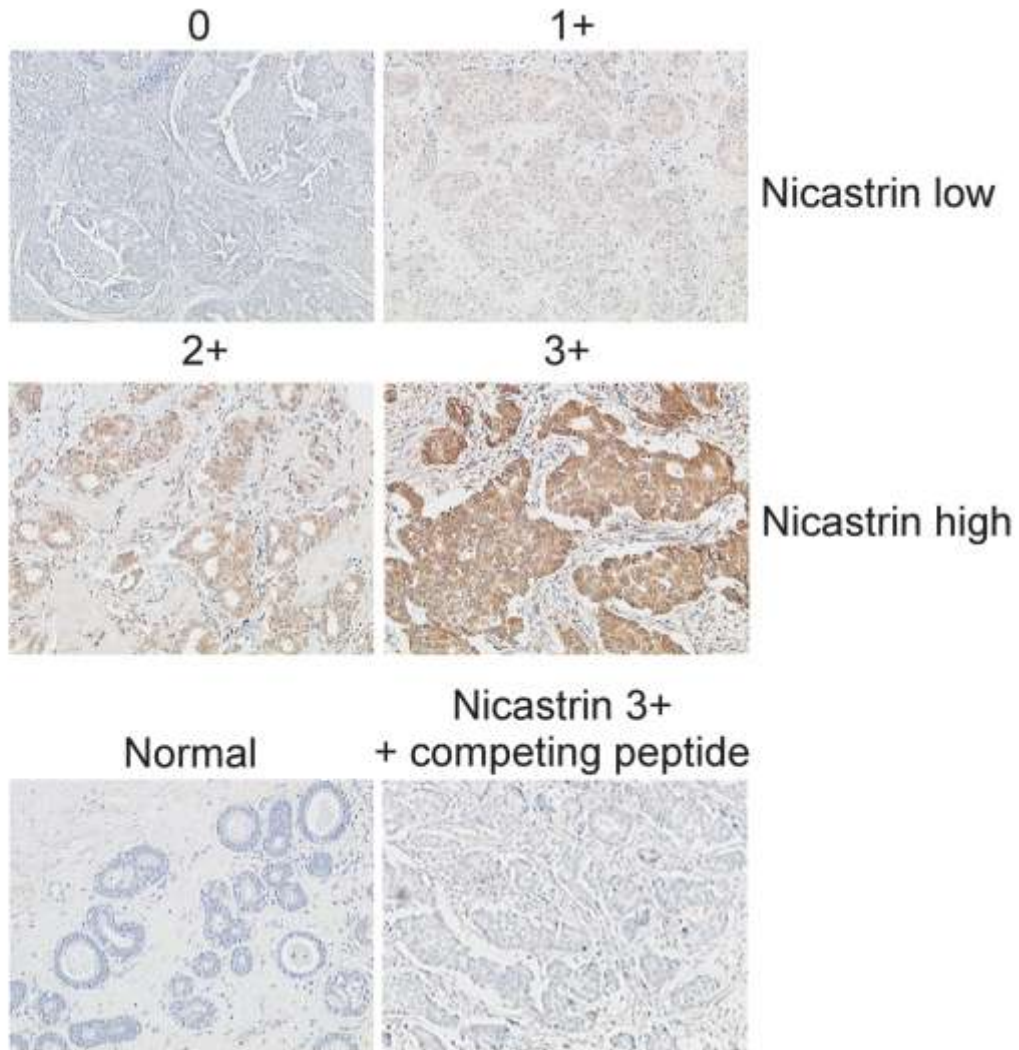 0
1+
Nicastrin low
2+
3+
Nicastrin high
Normal
Nicastrin 3+
+ competing peptide